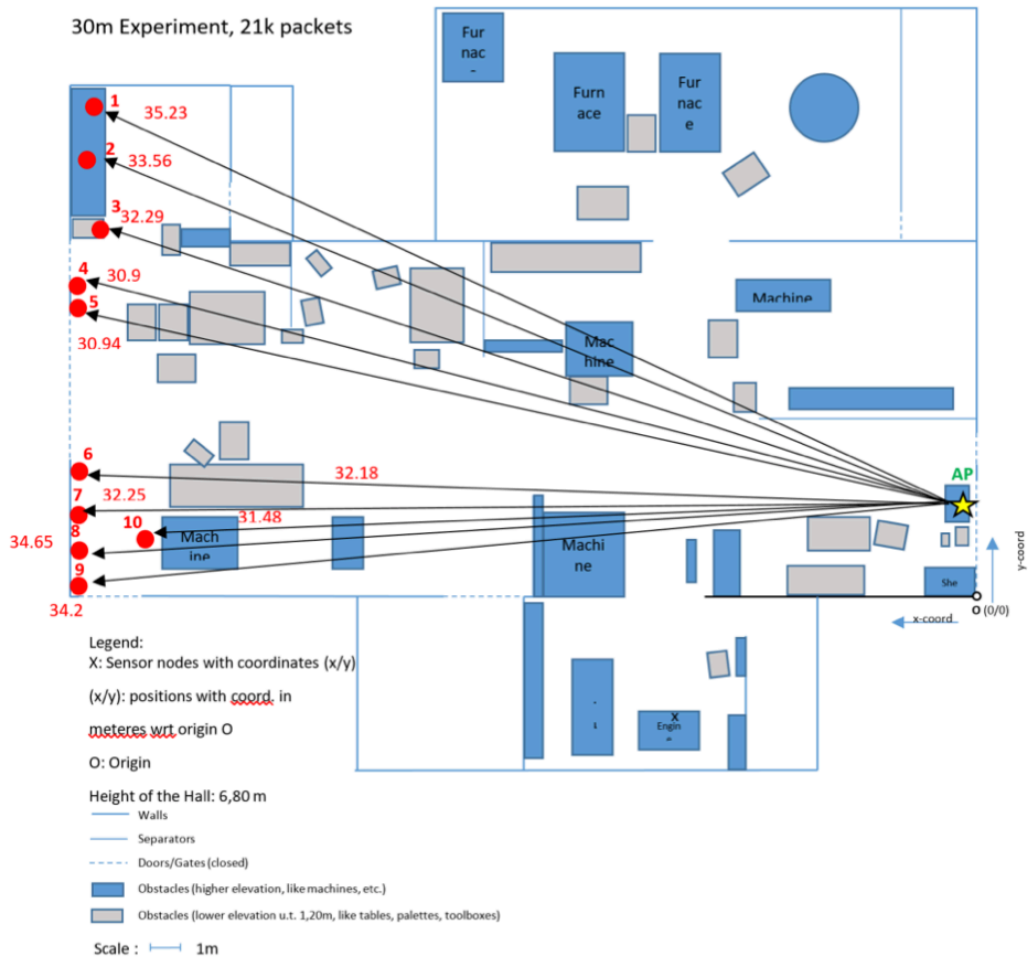 30m Experiment, 21k packets
Fur
nac
-
Furn
ace
Fur
nac
e
1
35.23
2
33.56
3
32.29
4
30.9
5
30.94
Machine
Mac
hine
6
32.18
7
32.25
AP
10
31.48
8
34.65
Mach
ine
Machi
ne
9
34.2
She
y-coord
x-coord
O (0/0)
Legend:
X: Sensor nodes with coordinates (x/y)
(x/y): positions with coord. in
meteres wrt origin O
O: Origin
X
Engin
Height of the Hall: 6,80 m
Walls
Separators
Doors/Gates (closed)
Obstacles (higher elevation, like machines, etc.)
Obstacles (lower elevation u.t. 1,20m, like tables, palettes, toolboxes)
Scale : 1m